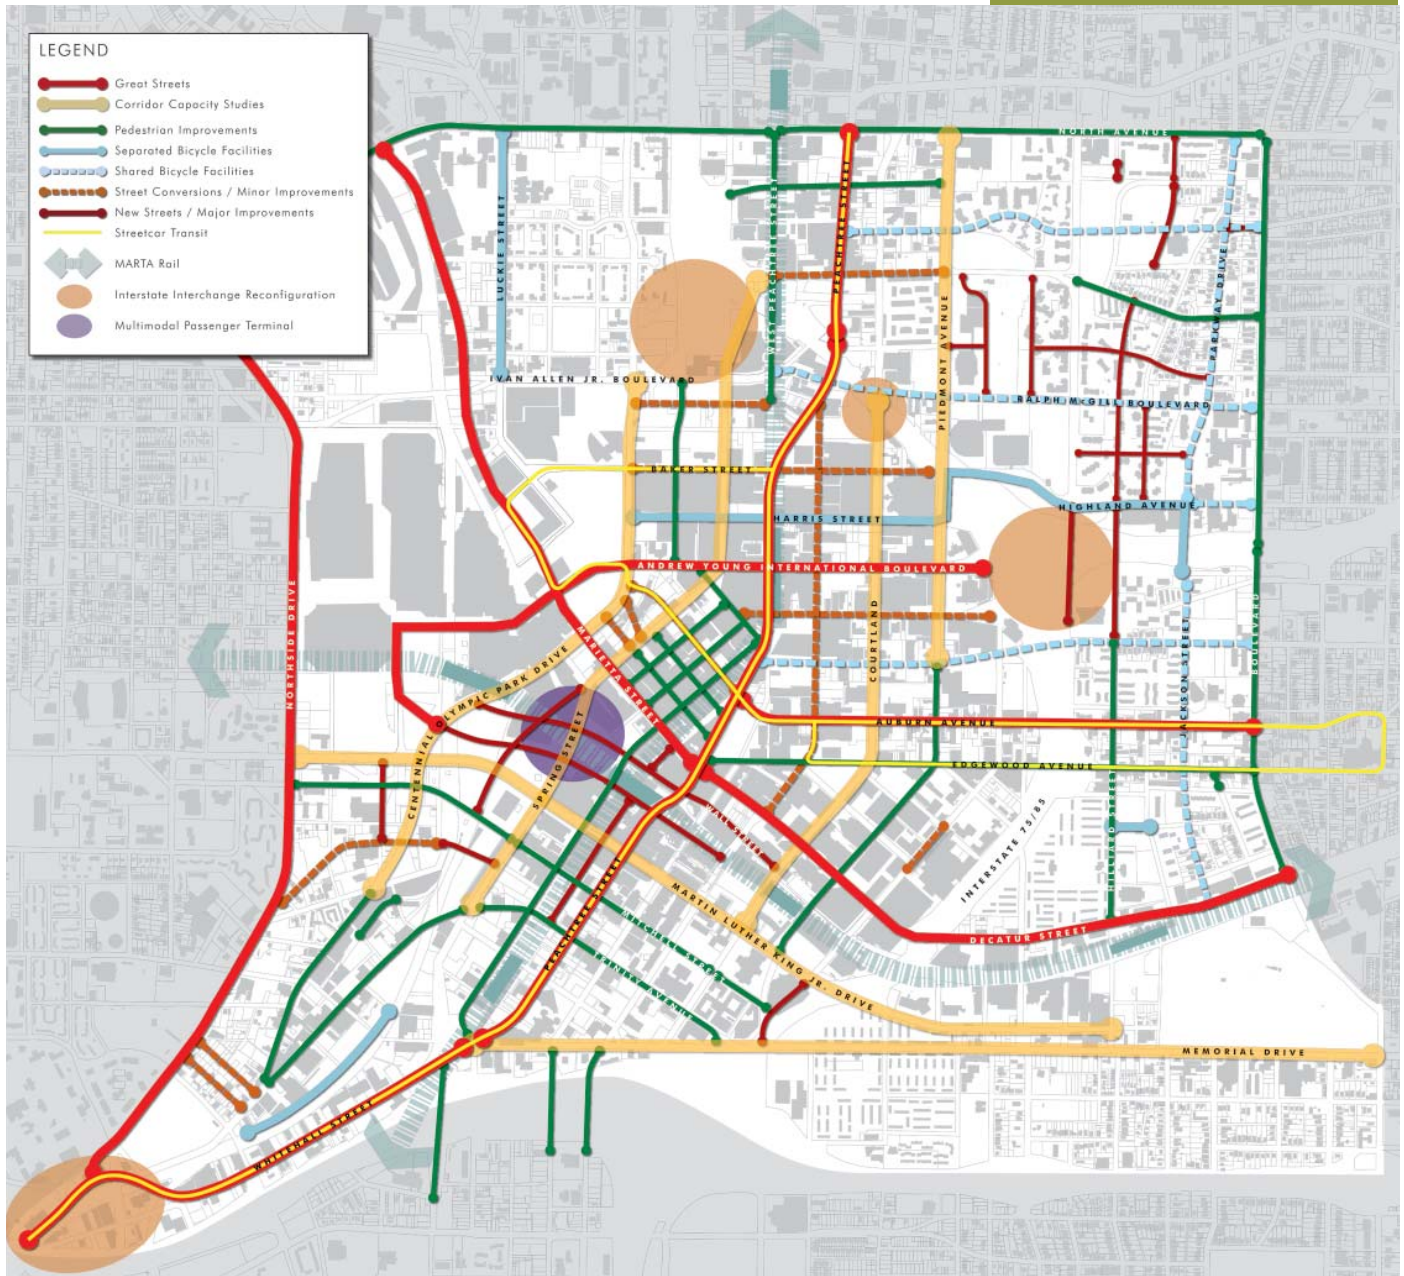 LEGEND
Great Streets
Corridor Capacity Studies
Pedestrian Improvements
Separated Bicycle Facilities
Shared Bicycle Facilities
Street Conversions / Minor Improvements
New Streets / Major Improvements
Streetcar Transit
MARTA Rail
Interstate Interchange Reconfiguration
Multimodal Passenger Terminal
NORTH AVENUE
LUCKIE STREET
WEST PEACHTREE STREET
PEACHTREE STREET
PIEDMONT AVENUE
PARKWAY DRIVE
IVAN ALLEN JR. BOULEVARD
RALPH McGILL BOULEVARD
BAKER STREET
HARRIS STREET
HIGHLAND AVENUE
ANDREW YOUNG INTERNATIONAL BOULEVARD
NORTHSIDE DRIVE
MARIETTA STREET
COURTLAND
BOULEVARD
JACKSON STREET
CENTENNIAL OLYMPIC PARK DRIVE
SPRING STREET
AUBURN AVENUE
EDGEWOOD AVENUE
WALL STREET
INTERSTATE 75/85
HILLIARD STREET
PEACHTREE STREET
MARTIN LUTHER KING JR. DRIVE
MITCHELL STREET
TRINITY AVENUE
DECATUR STREET
MEMORIAL DRIVE
WHITEHALL STREET